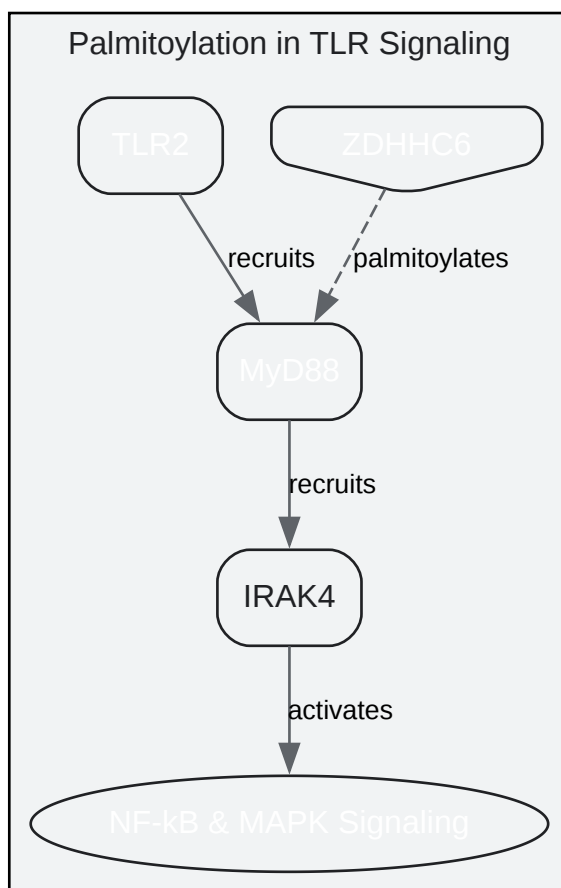 Palmitoylation in TLR Signaling
TLR2
ZDHHC6
recruits
palmitoylates
MyD88
recruits
IRAK4
activates
NF-kB & MAPK Signaling